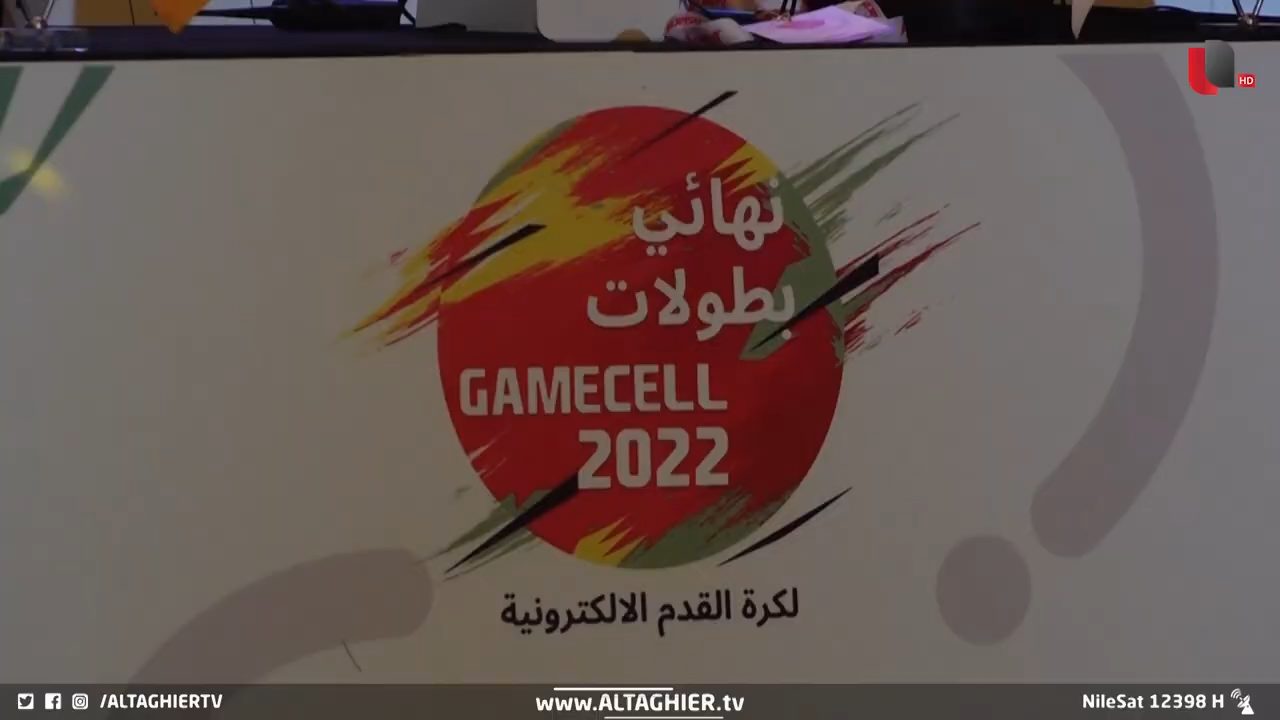 HD
نهائي
بطولات
GAMECELL
2022
لكرة القدم الالكترونية
/ALTAGHIERTV
www.ALTAGHIER.tv
NileSat 12398 H